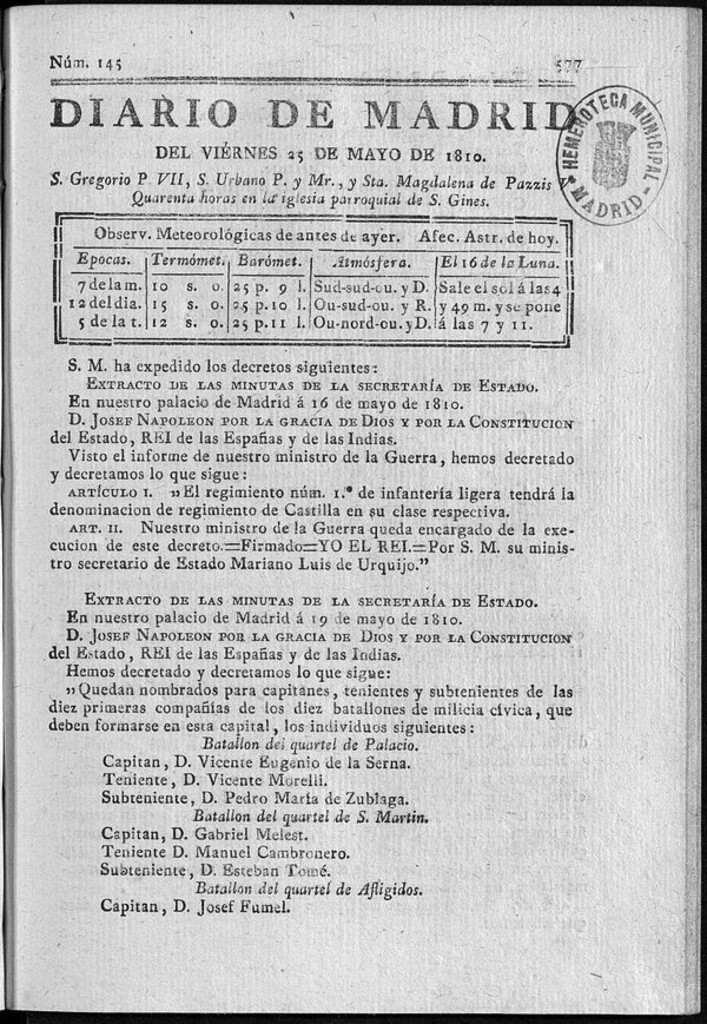 Núm. 145 577
DIARIO DE MADRID
DEL VIÉRNES 25 DE MAYO DE 1810.
S. Gregorio P. VII, S. Urbano P. y Mr., y Sta. Magdalena de Pazzis
Quarenta horas en la iglesia parroquial de S. Gines.
HEMEROTECA MUNICIPAL
MADRID
Observ. Meteorológicas de antes de ayer. Afec. Astr. de hoy.
Epocas. Termómet. Barómet. Atmósfera. El 16 de la Luna.
7 de la m. 10 s. o. 25 p. 9 l. Sud-sud-ou. y D. Sale el sol á las 4
12 del dia. 15 s. o. 25 p. 10 l. Ou-sud-ou. y R. y 49 m. y se pone
5 de la t. 12 s. o. 25 p. 11 l. Ou-nord-ou. y D. á las 7 y 11.
S. M. ha expedido los decretos siguientes:
EXTRACTO DE LAS MINUTAS DE LA SECRETARÍA DE ESTADO.
En nuestro palacio de Madrid á 16 de mayo de 1810.
D. JOSEF NAPOLEON POR LA GRACIA DE DIOS Y POR LA CONSTITUCION
del Estado, REI de las Españas y de las Indias.
Visto el informe de nuestro ministro de la Guerra, hemos decretado
y decretamos lo que sigue:
ARTÍCULO I. „El regimiento núm. 1.º de infantería ligera tendrá la
denominacion de regimiento de Castilla en su clase respectiva.
ART. II. Nuestro ministro de la Guerra queda encargado de la exe-
cucion de este decreto.=Firmado=YO EL REI.=Por S. M. su minis-
tro secretario de Estado Mariano Luis de Urquijo.”
EXTRACTO DE LAS MINUTAS DE LA SECRETARÍA DE ESTADO.
En nuestro palacio de Madrid á 19 de mayo de 1810.
D. JOSEF NAPOLEON POR LA GRACIA DE DIOS Y POR LA CONSTITUCION
del Estado, REI de las Españas y de las Indias.
Hemos decretado y decretamos lo que sigue:
„Quedan nombrados para capitanes, tenientes y subtenientes de las
diez primeras compañías de los diez batallones de milicia cívica, que
deben formarse en esta capital, los individuos siguientes:
Batallon del quartel de Palacio.
Capitan, D. Vicente Eugenio de la Serna.
Teniente, D. Vicente Morelli.
Subteniente, D. Pedro María de Zubiaga.
Batallon del quartel de S. Martin.
Capitan, D. Gabriel Melest.
Teniente D. Manuel Cambronero.
Subteniente, D. Esteban Tomé.
Batallon del quartel de Afligidos.
Capitan, D. Josef Fumel.